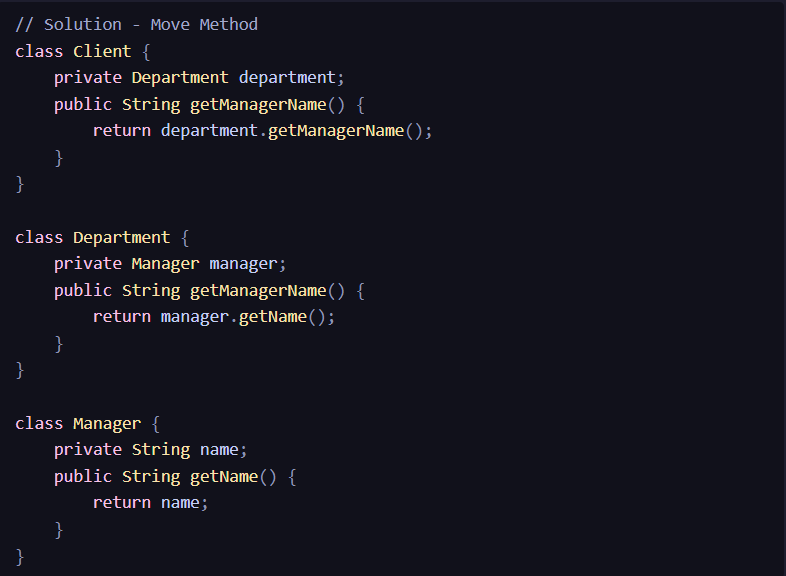 // Solution - Move Method
class Client {
    private Department department;
    public String getManagerName() {
        return department.getManagerName();
    }
}

class Department {
    private Manager manager;
    public String getManagerName() {
        return manager.getName();
    }
}

class Manager {
    private String name;
    public String getName() {
        return name;
    }
}